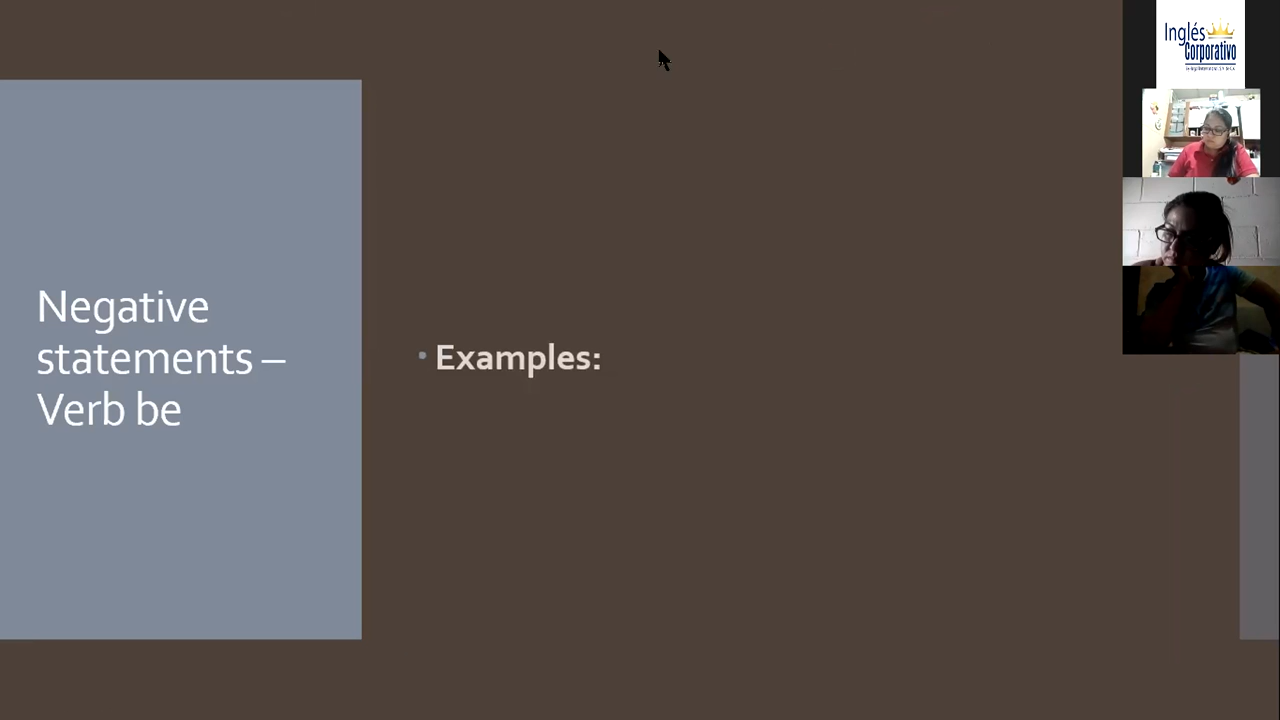 Negative
statements –
Verb be
• Examples:
Inglés
Corporativo